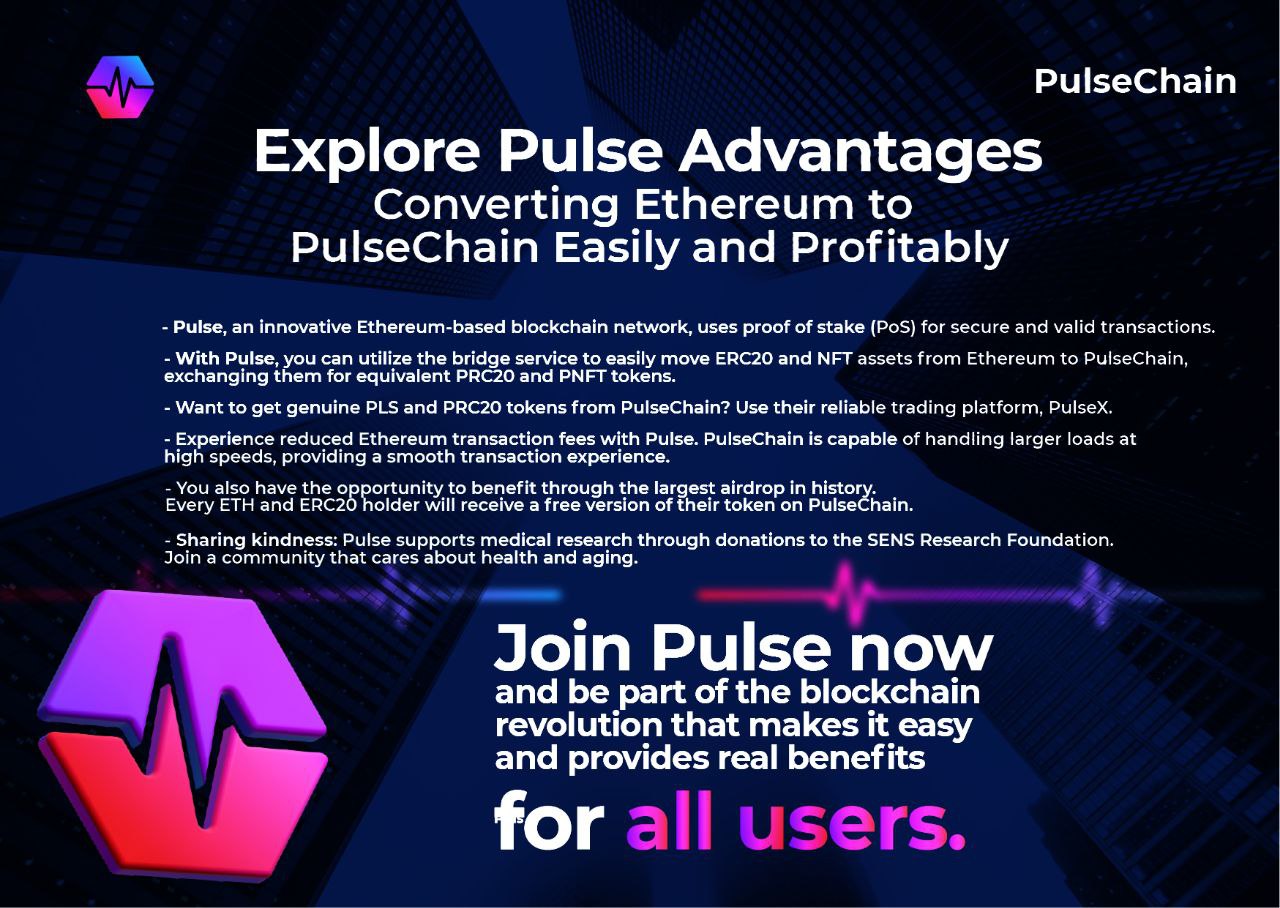 PulseChain
Explore Pulse Advantages
Converting Ethereum to
PulseChain Easily and Profitably
- Pulse, an innovative Ethereum-based blockchain network, uses proof of stake (PoS) for secure and valid transactions.
- With Pulse, you can utilize the bridge service to easily move ERC20 and NFT assets from Ethereum to PulseChain,
exchanging them for equivalent PRC20 and PNFT tokens.
- Want to get genuine PLS and PRC20 tokens from PulseChain? Use their reliable trading platform, PulseX.
- Experience reduced Ethereum transaction fees with Pulse. PulseChain is capable of handling larger loads at
high speeds, providing a smooth transaction experience.
- You also have the opportunity to benefit through the largest airdrop in history.
Every ETH and ERC20 holder will receive a free version of their token on PulseChain.
- Sharing kindness: Pulse supports medical research through donations to the SENS Research Foundation.
Join a community that cares about health and aging.
Join Pulse now
and be part of the blockchain
revolution that makes it easy
and provides real benefits
for all users.